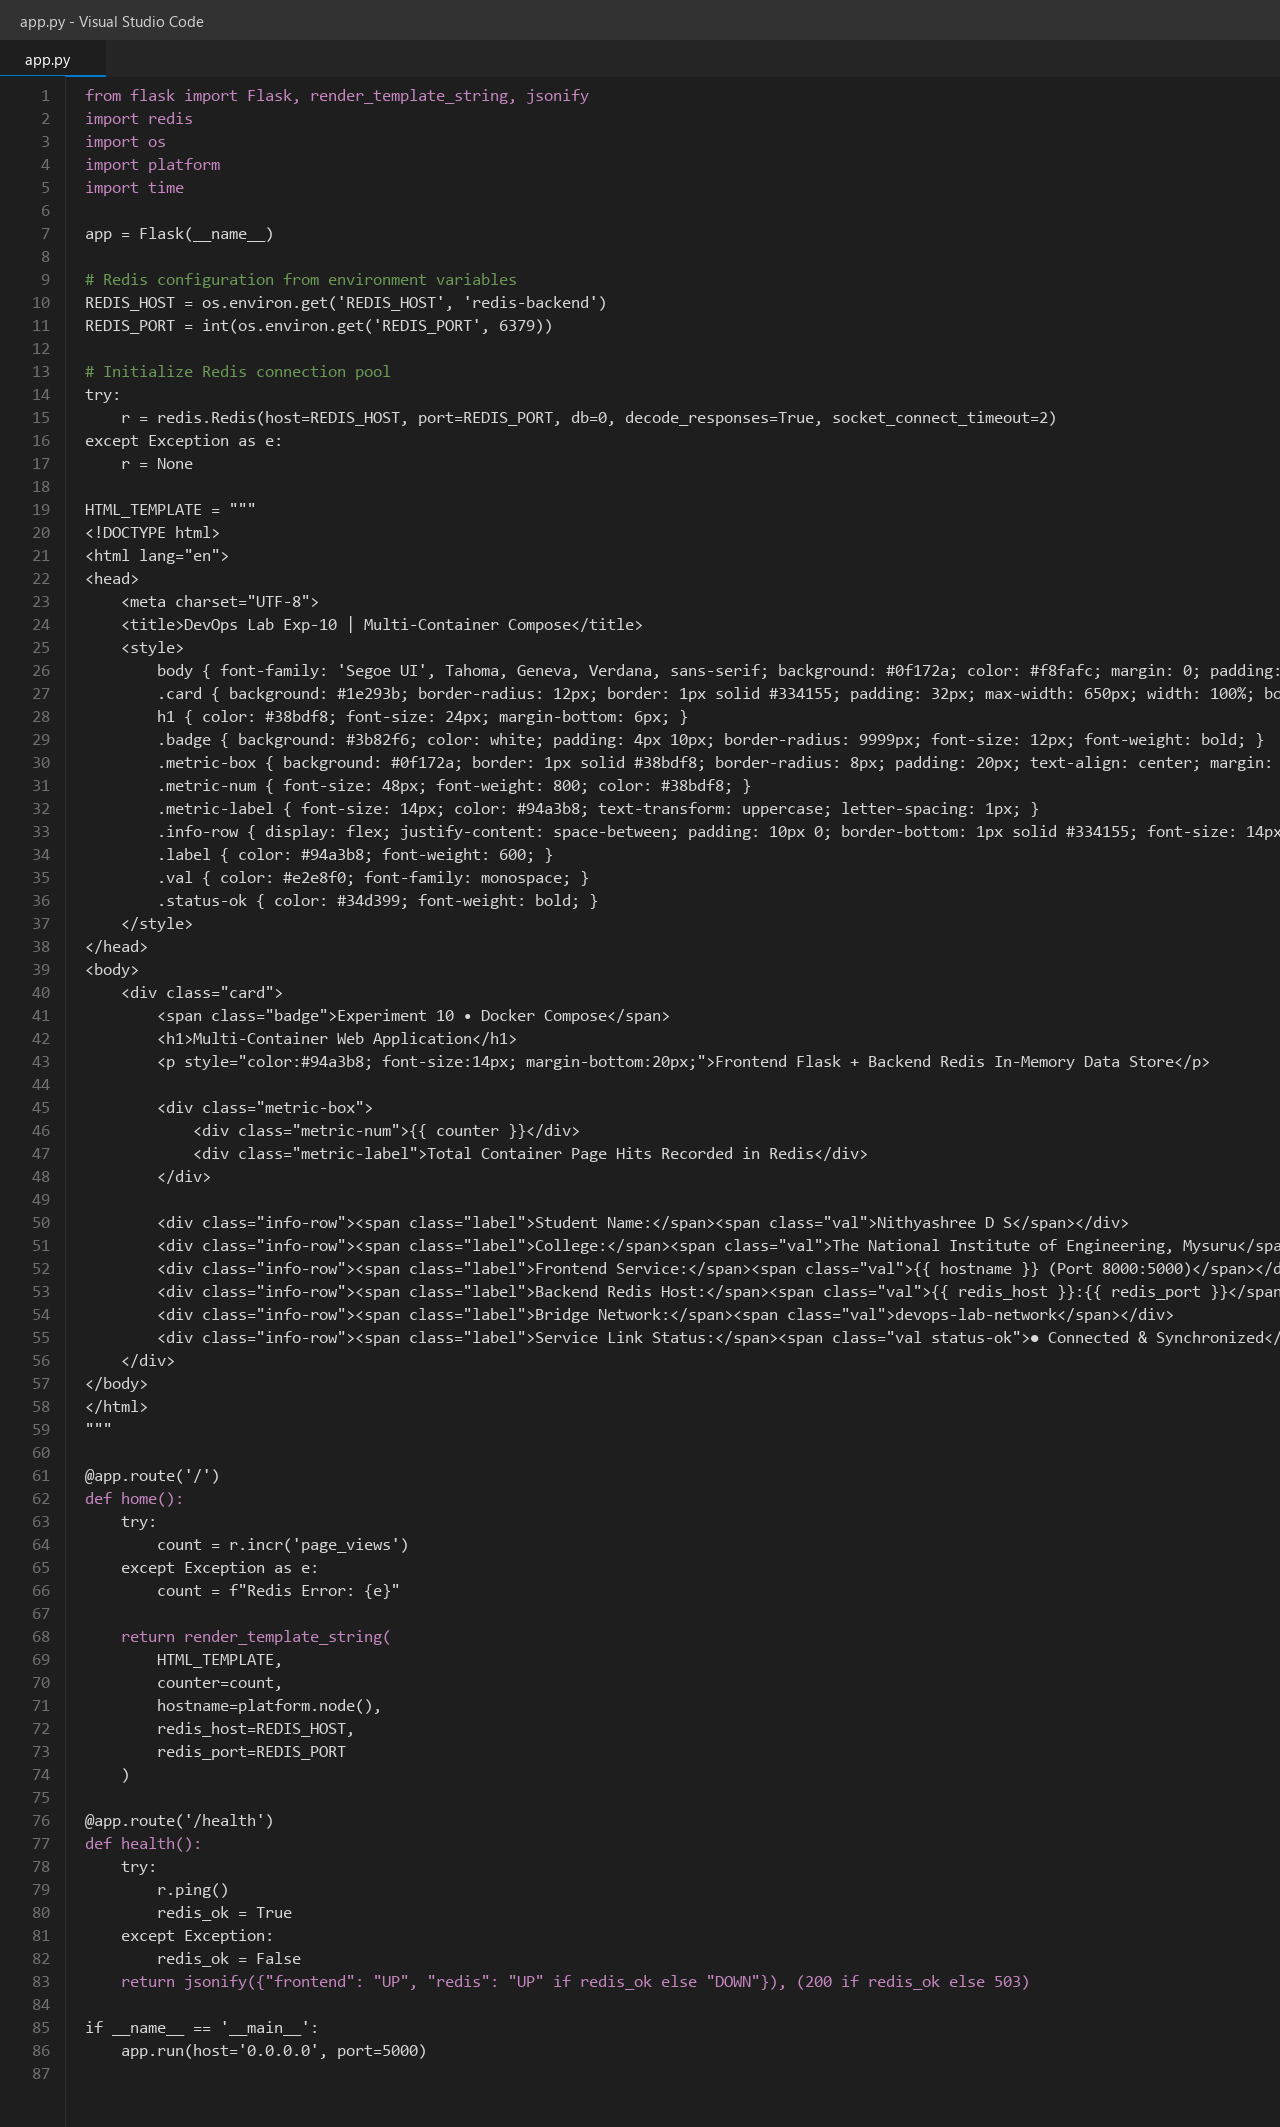 app.py - Visual Studio Code
app.py
1 from flask import Flask, render_template_string, jsonify
2 import redis
3 import os
4 import platform
5 import time
6
7 app = Flask(__name__)
8
9 # Redis configuration from environment variables
10 REDIS_HOST = os.environ.get('REDIS_HOST', 'redis-backend')
11 REDIS_PORT = int(os.environ.get('REDIS_PORT', 6379))
12
13 # Initialize Redis connection pool
14 try:
15     r = redis.Redis(host=REDIS_HOST, port=REDIS_PORT, db=0, decode_responses=True, socket_connect_timeout=2)
16 except Exception as e:
17     r = None
18
19 HTML_TEMPLATE = """
20 <!DOCTYPE html>
21 <html lang="en">
22 <head>
23     <meta charset="UTF-8">
24     <title>DevOps Lab Exp-10 | Multi-Container Compose</title>
25     <style>
26         body { font-family: 'Segoe UI', Tahoma, Geneva, Verdana, sans-serif; background: #0f172a; color: #f8fafc; margin: 0; padding:
27         .card { background: #1e293b; border-radius: 12px; border: 1px solid #334155; padding: 32px; max-width: 650px; width: 100%; bo
28         h1 { color: #38bdf8; font-size: 24px; margin-bottom: 6px; }
29         .badge { background: #3b82f6; color: white; padding: 4px 10px; border-radius: 9999px; font-size: 12px; font-weight: bold; }
30         .metric-box { background: #0f172a; border: 1px solid #38bdf8; border-radius: 8px; padding: 20px; text-align: center; margin:
31         .metric-num { font-size: 48px; font-weight: 800; color: #38bdf8; }
32         .metric-label { font-size: 14px; color: #94a3b8; text-transform: uppercase; letter-spacing: 1px; }
33         .info-row { display: flex; justify-content: space-between; padding: 10px 0; border-bottom: 1px solid #334155; font-size: 14px
34         .label { color: #94a3b8; font-weight: 600; }
35         .val { color: #e2e8f0; font-family: monospace; }
36         .status-ok { color: #34d399; font-weight: bold; }
37     </style>
38 </head>
39 <body>
40     <div class="card">
41         <span class="badge">Experiment 10 • Docker Compose</span>
42         <h1>Multi-Container Web Application</h1>
43         <p style="color:#94a3b8; font-size:14px; margin-bottom:20px;">Frontend Flask + Backend Redis In-Memory Data Store</p>
44
45         <div class="metric-box">
46             <div class="metric-num">{{ counter }}</div>
47             <div class="metric-label">Total Container Page Hits Recorded in Redis</div>
48         </div>
49
50         <div class="info-row"><span class="label">Student Name:</span><span class="val">Nithyashree D S</span></div>
51         <div class="info-row"><span class="label">College:</span><span class="val">The National Institute of Engineering, Mysuru</spa
52         <div class="info-row"><span class="label">Frontend Service:</span><span class="val">{{ hostname }} (Port 8000:5000)</span></d
53         <div class="info-row"><span class="label">Backend Redis Host:</span><span class="val">{{ redis_host }}:{{ redis_port }}</span
54         <div class="info-row"><span class="label">Bridge Network:</span><span class="val">devops-lab-network</span></div>
55         <div class="info-row"><span class="label">Service Link Status:</span><span class="val status-ok">● Connected & Synchronized</
56     </div>
57 </body>
58 </html>
59 """
60
61 @app.route('/')
62 def home():
63     try:
64         count = r.incr('page_views')
65     except Exception as e:
66         count = f"Redis Error: {e}"
67
68     return render_template_string(
69         HTML_TEMPLATE,
70         counter=count,
71         hostname=platform.node(),
72         redis_host=REDIS_HOST,
73         redis_port=REDIS_PORT
74     )
75
76 @app.route('/health')
77 def health():
78     try:
79         r.ping()
80         redis_ok = True
81     except Exception:
82         redis_ok = False
83     return jsonify({"frontend": "UP", "redis": "UP" if redis_ok else "DOWN"}), (200 if redis_ok else 503)
84
85 if __name__ == '__main__':
86     app.run(host='0.0.0.0', port=5000)
87